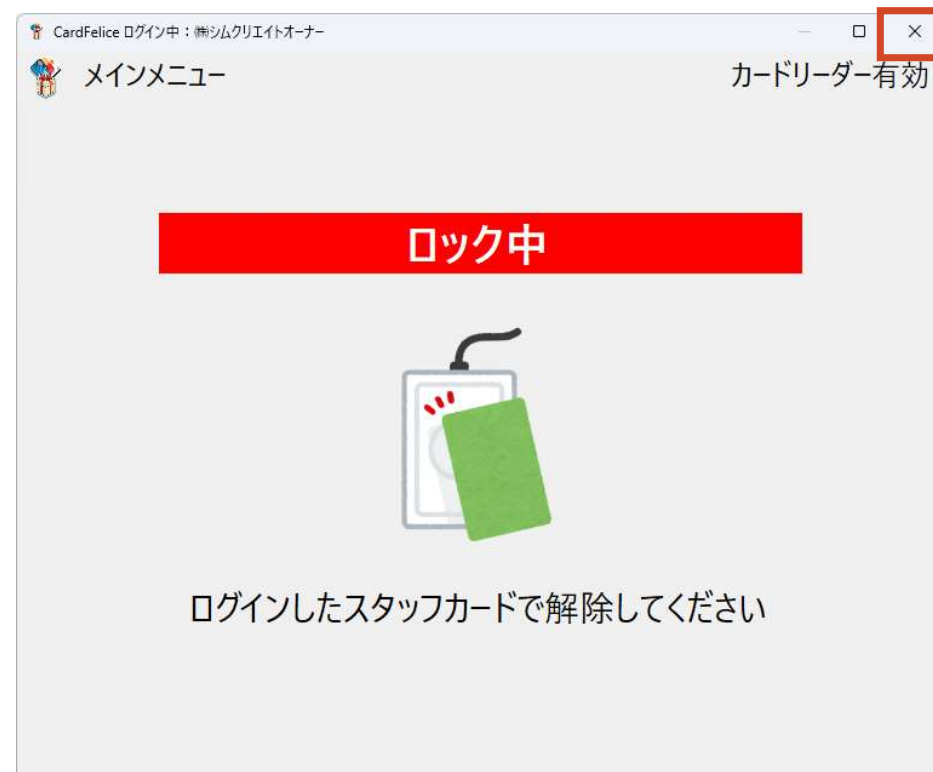 CardFelice ログイン中：㈱シムクリエイトオーナー
メインメニュー
カードリーダー有効
ロック中
ログインしたスタッフカードで解除してください